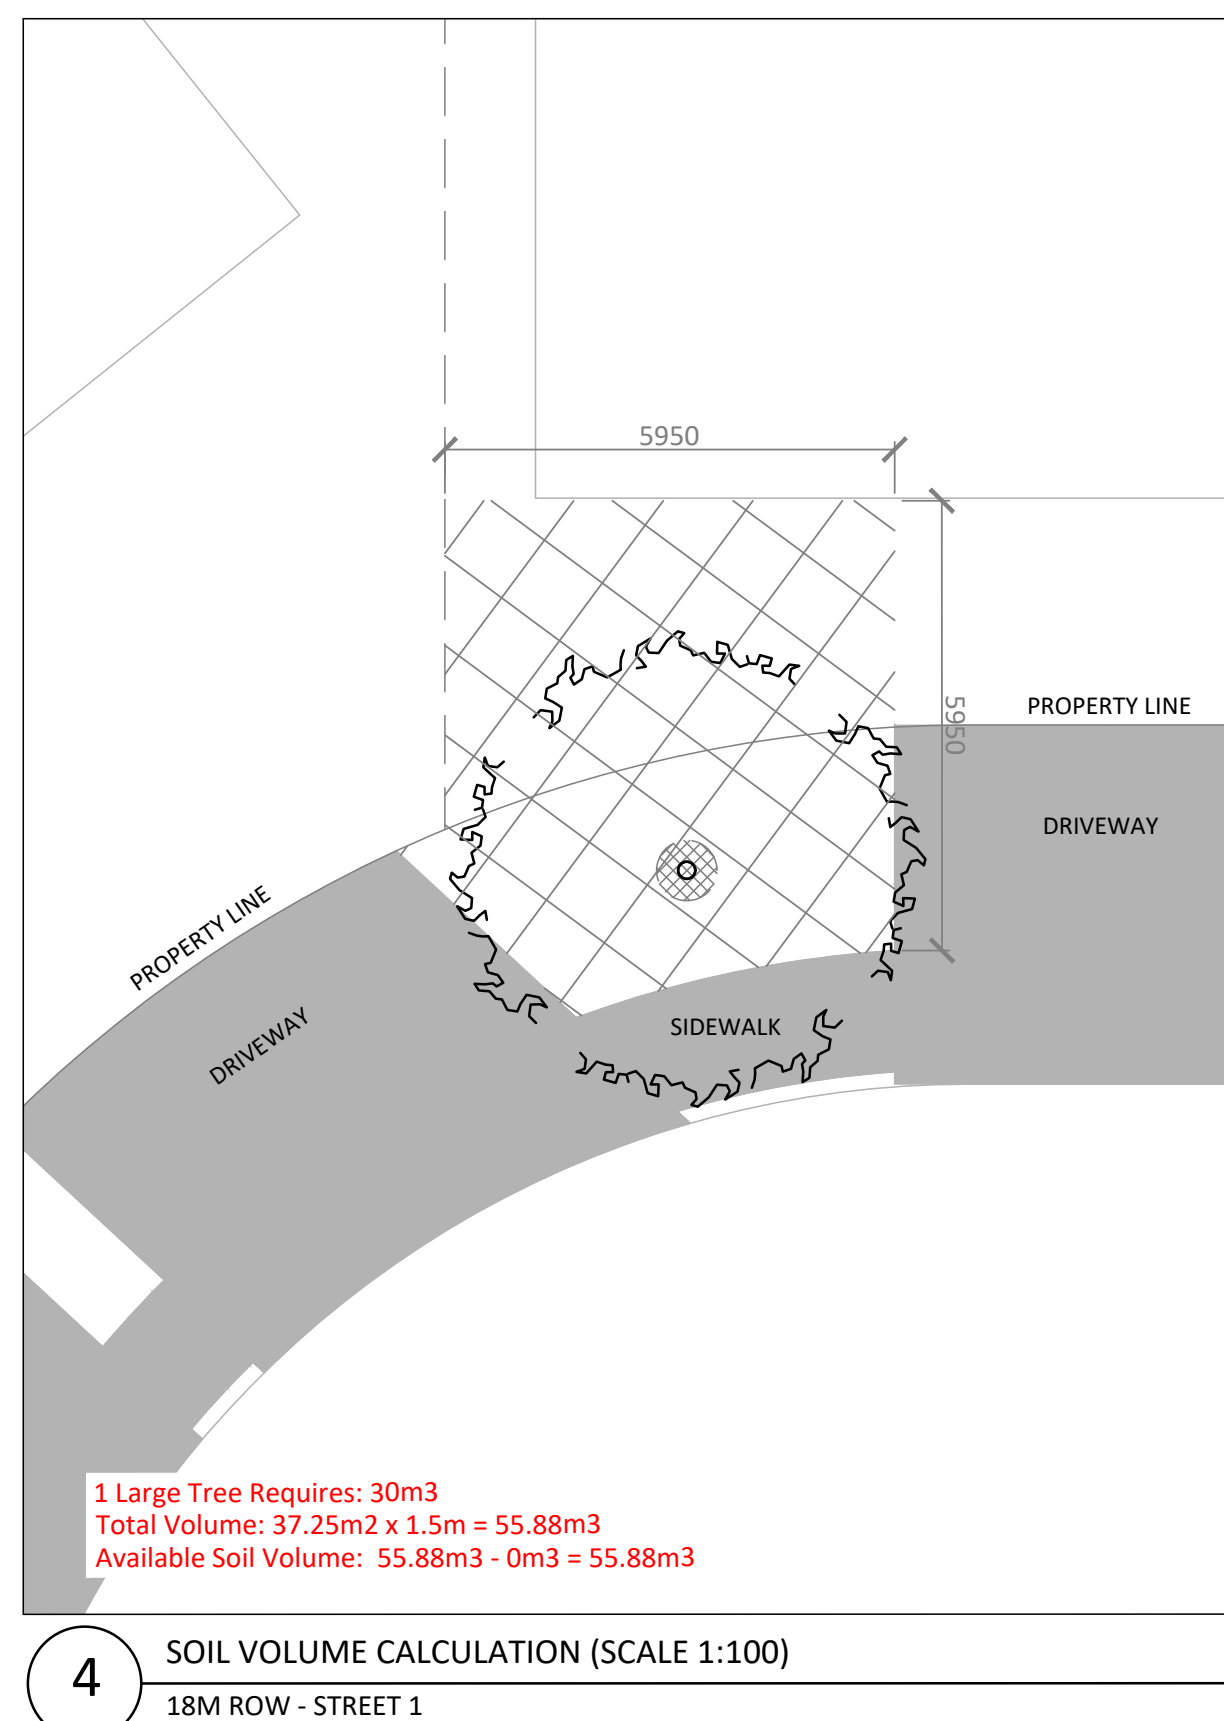 5950
5950
PROPERTY LINE
DRIVEWAY
PROPERTY LINE
DRIVEWAY
SIDEWALK
1 Large Tree Requires: 30m3
Total Volume: 37.25m2 x 1.5m = 55.88m3
Available Soil Volume: 55.88m3 - 0m3 = 55.88m3
4
SOIL VOLUME CALCULATION (SCALE 1:100)
18M ROW - STREET 1